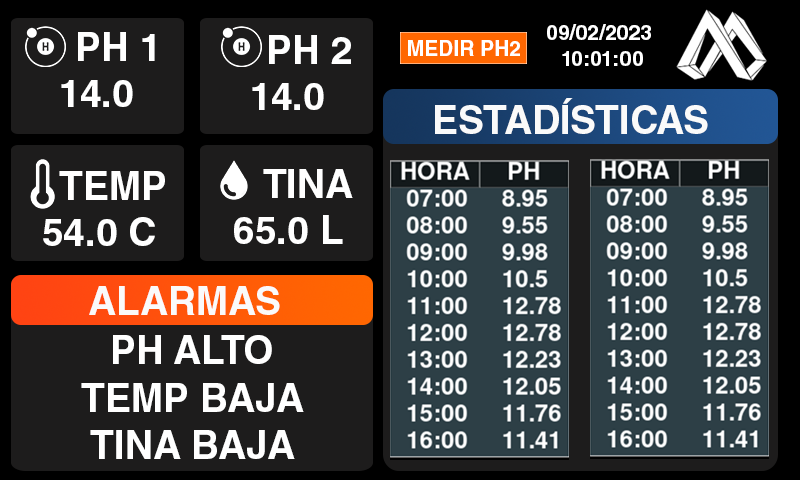 H PH 1
14.0
H PH 2
14.0
MEDIR PH2
09/02/2023
10:01:00
TEMP
54.0 C
TINA
65.0 L
ALARMAS
PH ALTO
TEMP BAJA
TINA BAJA
ESTADÍSTICAS
HORA PH
07:00 8.95
08:00 9.55
09:00 9.98
10:00 10.5
11:00 12.78
12:00 12.78
13:00 12.23
14:00 12.05
15:00 11.76
16:00 11.41
HORA PH
07:00 8.95
08:00 9.55
09:00 9.98
10:00 10.5
11:00 12.78
12:00 12.78
13:00 12.23
14:00 12.05
15:00 11.76
16:00 11.41